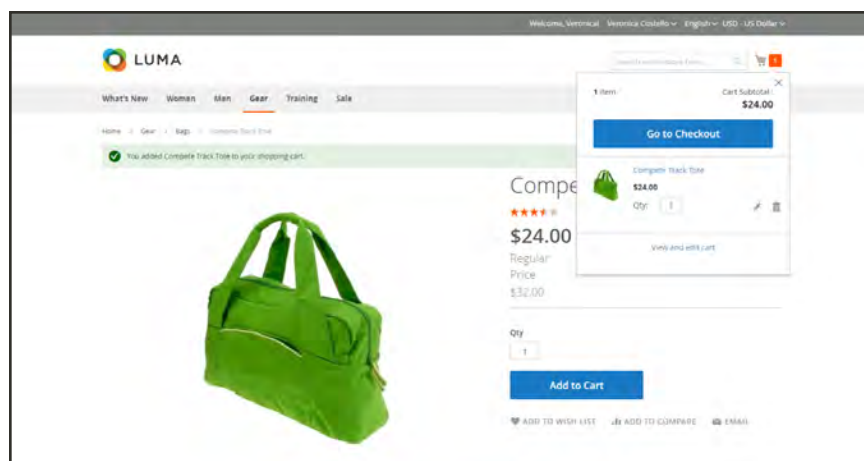 Welcome, Veronica! Veronica Costello English USD - US Dollar
LUMA
1
What's New Women Men Gear Training Sale
1 item Cart Subtotal :
$24.00
Go to Checkout
Home > Gear > Bags > Compete Track Tote
You added Compete Track Tote to your shopping cart.
Compete Track Tote
$24.00
Qty: 1
View and edit cart
Compe
$24.00
Regular
Price
$32.00
Qty
1
Add to Cart
ADD TO WISH LIST ADD TO COMPARE EMAIL